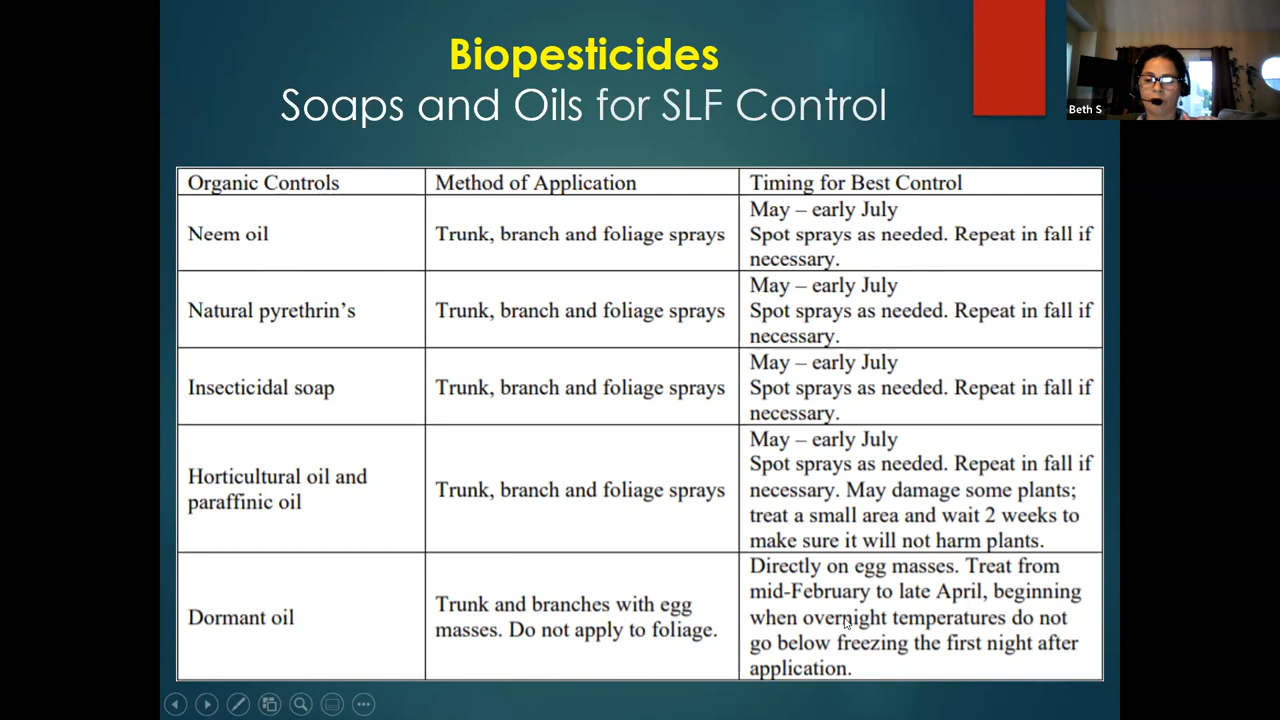 Biopesticides
Soaps and Oils for SLF Control
Beth S
Organic Controls
Method of Application
Timing for Best Control
Neem oil
Trunk, branch and foliage sprays
May – early July
Spot sprays as needed. Repeat in fall if
necessary.
Natural pyrethrin’s
Trunk, branch and foliage sprays
May – early July
Spot sprays as needed. Repeat in fall if
necessary.
Insecticidal soap
Trunk, branch and foliage sprays
May – early July
Spot sprays as needed. Repeat in fall if
necessary.
Horticultural oil and
paraffinic oil
Trunk, branch and foliage sprays
May – early July
Spot sprays as needed. Repeat in fall if
necessary. May damage some plants;
treat a small area and wait 2 weeks to
make sure it will not harm plants.
Dormant oil
Trunk and branches with egg
masses. Do not apply to foliage.
Directly on egg masses. Treat from
mid-February to late April, beginning
when overnight temperatures do not
go below freezing the first night after
application.